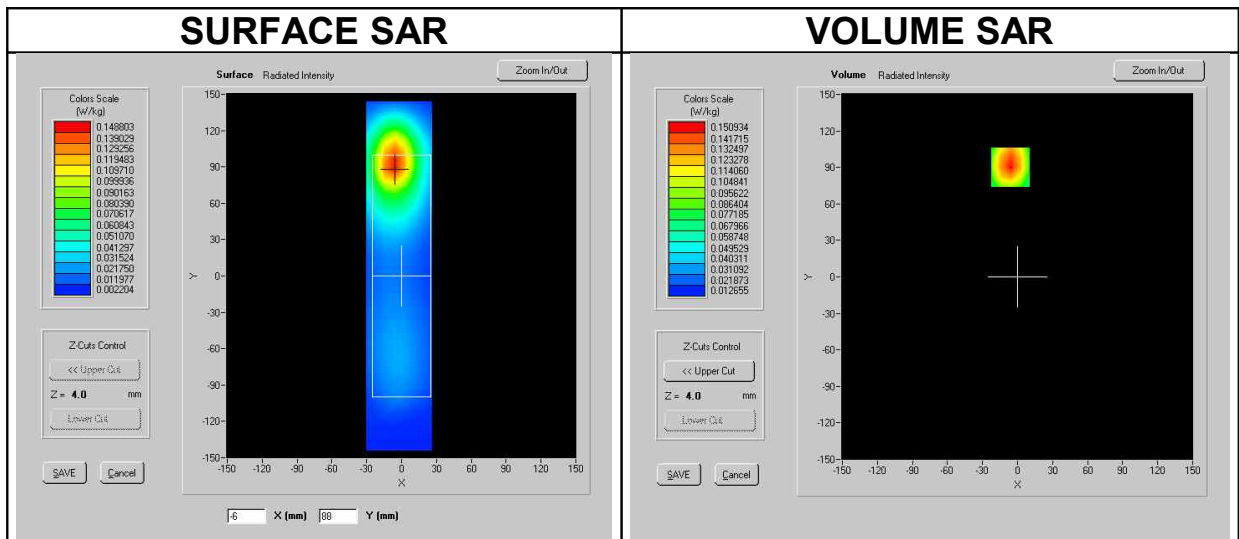 SURFACE SAR
VOLUME SAR
Surface Radiated Intensity
Zoom In/Out
Colors Scale
(W/kg)
0.148803
0.139029
0.129256
0.119483
0.109710
0.099936
0.090163
0.080390
0.070617
0.060843
0.051070
0.041297
0.031524
0.021750
0.011977
0.002204
Z-Cuts Control
<< Upper Cut
Z = 4.0 mm
Lower Cut
SAVE
Cancel
150
120
90
60
30
0
-30
-60
-90
-120
-150
Y
-150 -120 -90 -60 -30 0 30 60 90 120 150
X
-6 X (mm) 88 Y (mm)
Volume Radiated Intensity
Zoom In/Out
Colors Scale
(W/kg)
0.150934
0.141715
0.132497
0.123278
0.114060
0.104841
0.095622
0.086404
0.077185
0.067966
0.058748
0.049529
0.040311
0.031092
0.021873
0.012655
Z-Cuts Control
<< Upper Cut
Z = 4.0 mm
Lower Cut
SAVE
Cancel
150
120
90
60
30
0
-30
-60
-90
-120
-150
Y
-150 -120 -90 -60 -30 0 30 60 90 120 150
X